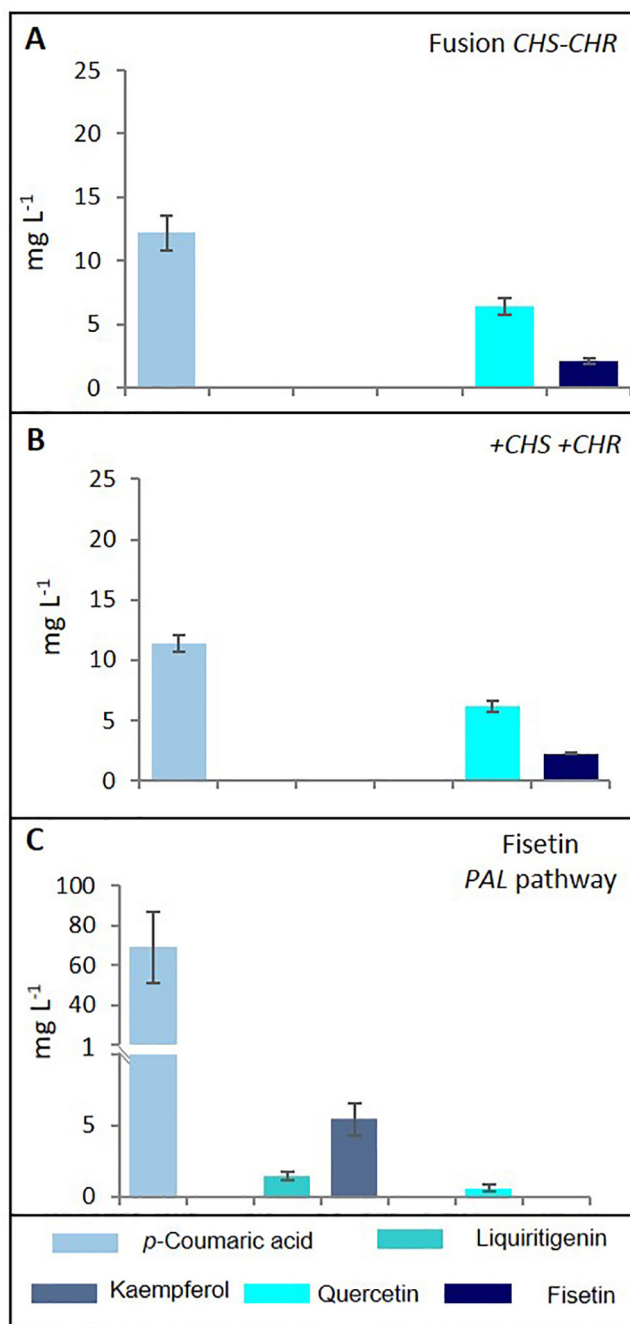 A
Fusion CHS-CHR
25
20
15
10
5
0
mg L-1
B
+CHS +CHR
25
20
15
10
5
0
mg L-1
C
Fisetin
PAL pathway
100
80
60
40
1
1
5
0
mg L-1
p-Coumaric acid
Liquiritigenin
Kaempferol
Quercetin
Fisetin